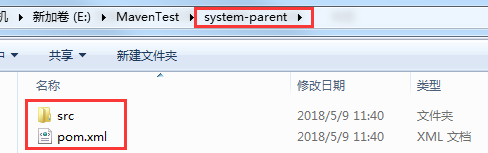 机 ▸ 新加卷 (E:) ▸ MavenTest ▸ system-parent ▸
共享 ▼ 新建文件夹
名称 修改日期 类型
src 2018/5/9 11:40 文件夹
pom.xml 2018/5/9 11:40 XML 文档